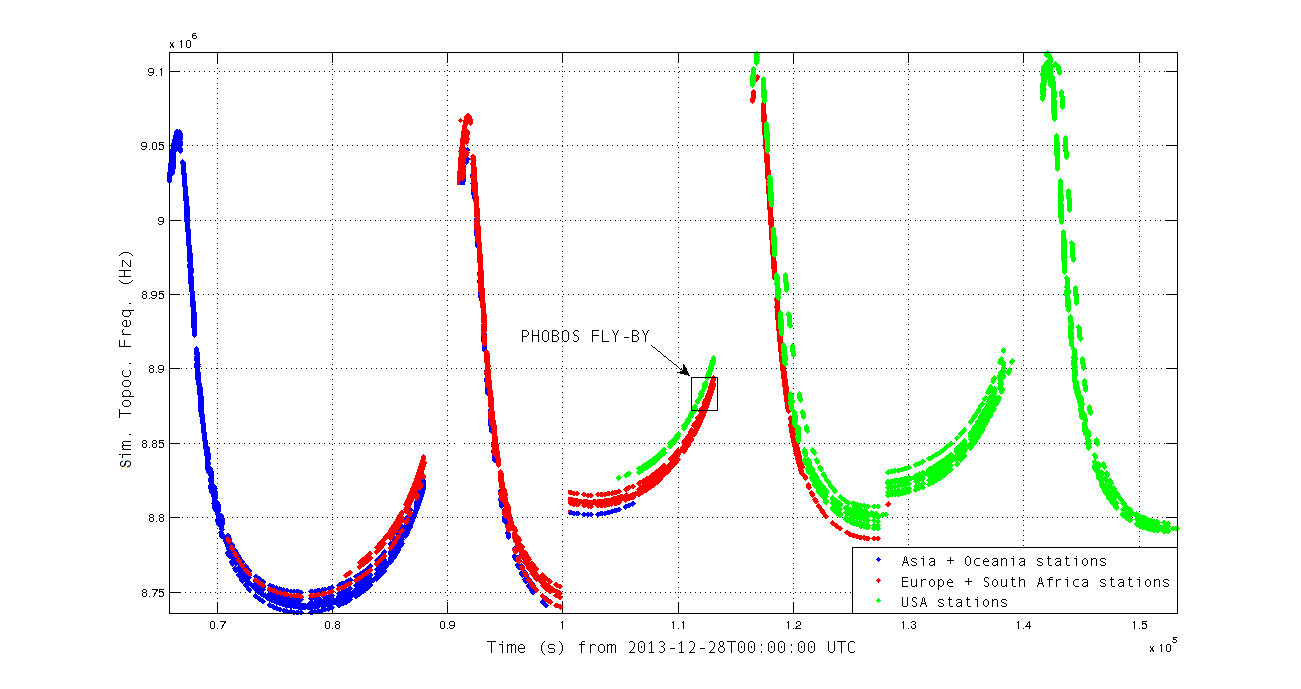 x 10^6
9.1
9.05
9
8.95
8.9
8.85
8.8
8.75
Sim. Topoc. Freq. (Hz)
PHOBOS FLY-BY
Asia + Oceania stations
Europe + South Africa stations
USA stations
0.7 0.8 0.9 1 1.1 1.2 1.3 1.4 1.5
x 10^5
Time (s) from 2013-12-28T00:00:00 UTC